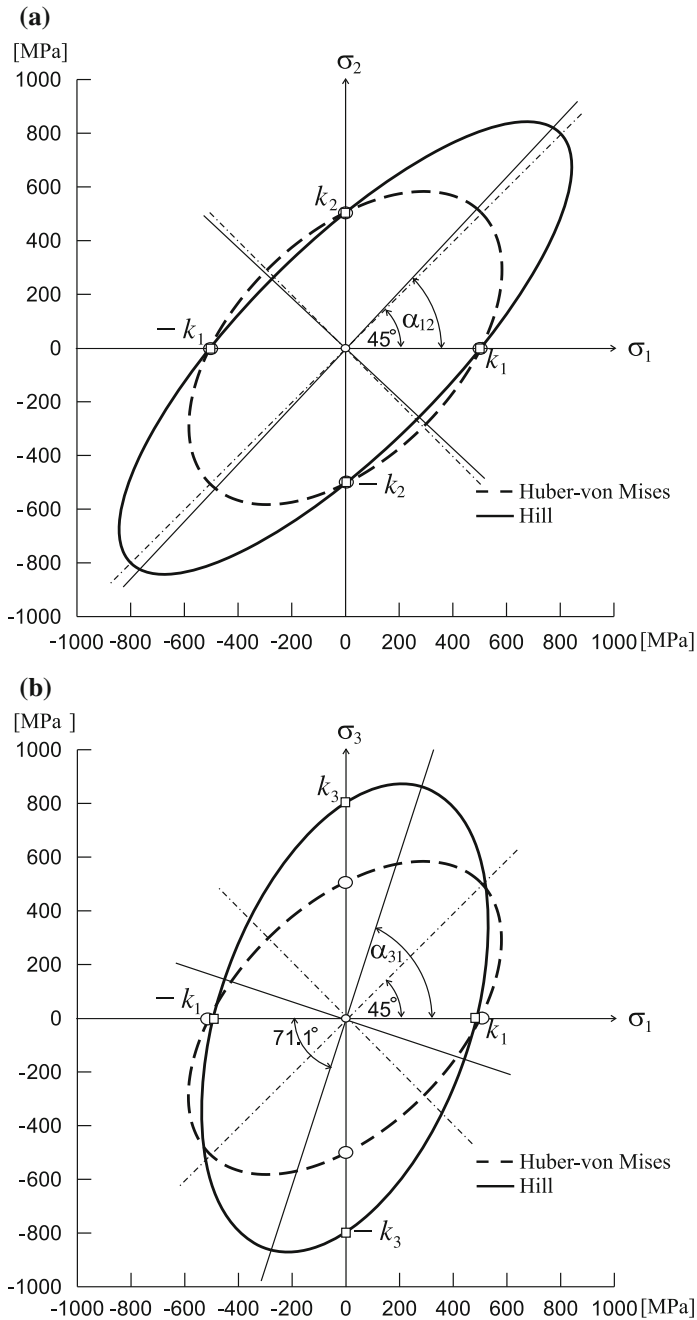 (a)
[MPa]
σ2
1000
800
600
k2
400
200
α12
− k1
45°
0
σ1
k1
-200
-400
− k2
Huber-von Mises
-600
Hill
-800
-1000
-1000 -800 -600 -400 -200 0 200 400 600 800 1000 [MPa]
(b)
[MPa ]
σ3
1000
k3
800
600
400
α31
200
− k1
45°
0
σ1
k1
71.1°
-200
-400
Huber-von Mises
-600
Hill
-800
− k3
-1000
-1000 -800 -600 -400 -200 0 200 400 600 800 1000 [MPa]